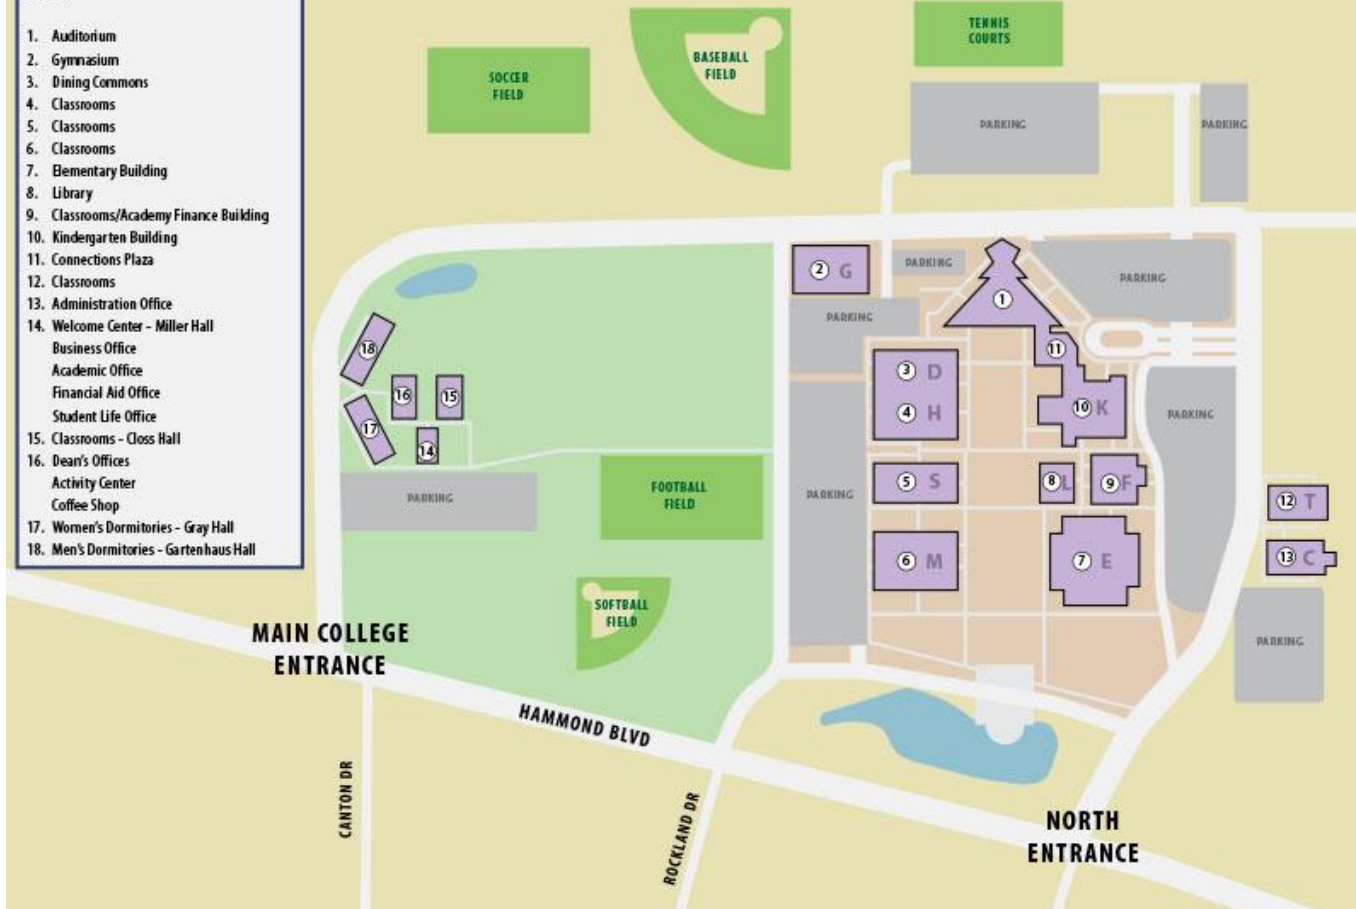 1. Auditorium
2. Gymnasium
3. Dining Commons
4. Classrooms
5. Classrooms
6. Classrooms
7. Elementary Building
8. Library
9. Classrooms/Academy Finance Building
10. Kindergarten Building
11. Connections Plaza
12. Classrooms
13. Administration Office
14. Welcome Center - Miller Hall
Business Office
Academic Office
Financial Aid Office
Student Life Office
15. Classrooms - Closs Hall
16. Dean's Offices
Activity Center
Coffee Shop
17. Women's Dormitories - Gray Hall
18. Men's Dormitories - Gartenhaus Hall
SOCCER
FIELD
BASEBALL
FIELD
TENNIS
COURTS
PARKING
PARKING
2 G
PARKING
PARKING
1
PARKING
11
3 D
4 H
10 K
PARKING
18
16
15
17
14
PARKING
FOOTBALL
FIELD
PARKING
5 S
8 L
9 F
12 T
6 M
7 E
13 C
SOFTBALL
FIELD
PARKING
MAIN COLLEGE
ENTRANCE
HAMMOND BLVD
CANTON DR
ROCKLAND DR
NORTH
ENTRANCE